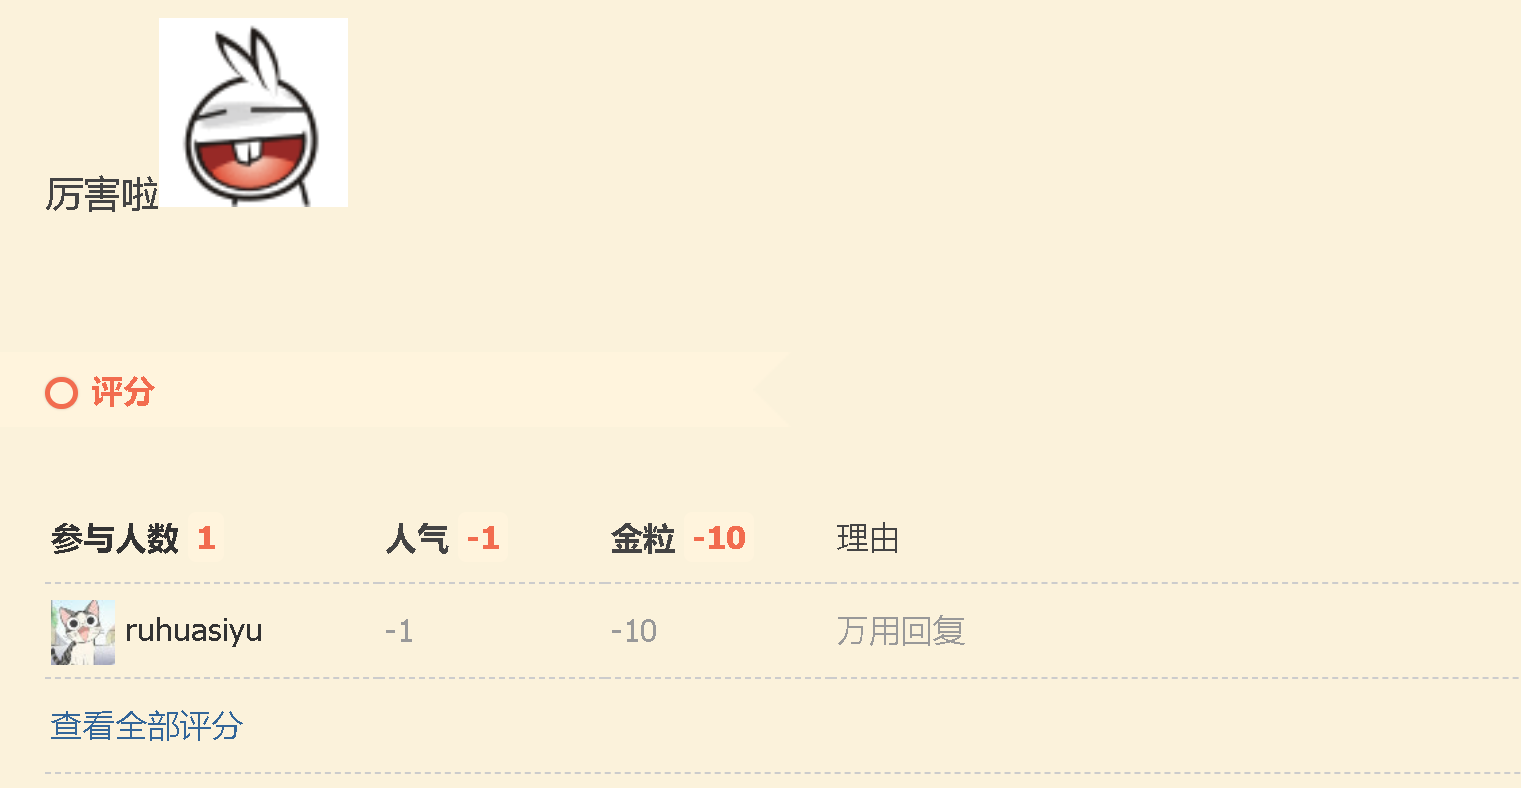 厉害啦
评分
参与人数 1 人气 -1 金粒 -10 理由
ruhuasiyu -1 -10 万用回复
查看全部评分